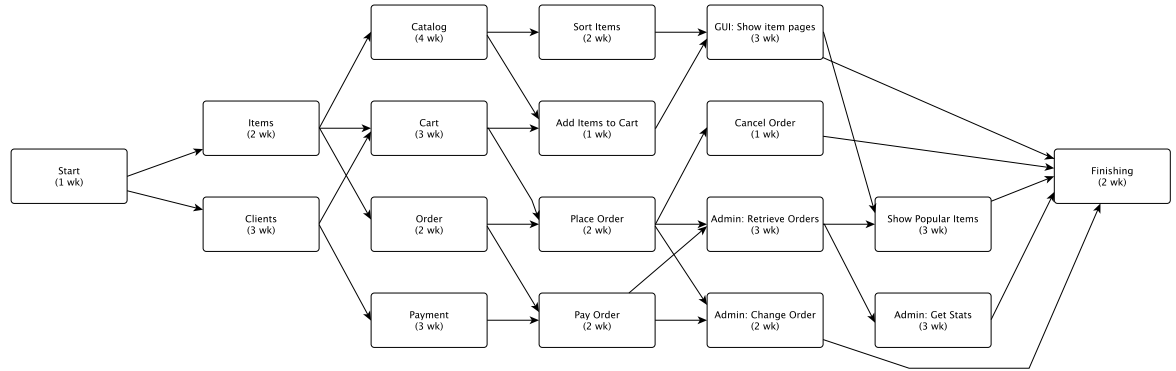 Catalog
(4 wk)
Sort Items
(2 wk)
GUI: Show item pages
(3 wk)
Items
(2 wk)
Cart
(3 wk)
Add Items to Cart
(1 wk)
Cancel Order
(1 wk)
Start
(1 wk)
Finishing
(2 wk)
Clients
(3 wk)
Order
(2 wk)
Place Order
(2 wk)
Admin: Retrieve Orders
(3 wk)
Show Popular Items
(3 wk)
Payment
(3 wk)
Pay Order
(2 wk)
Admin: Change Order
(2 wk)
Admin: Get Stats
(3 wk)